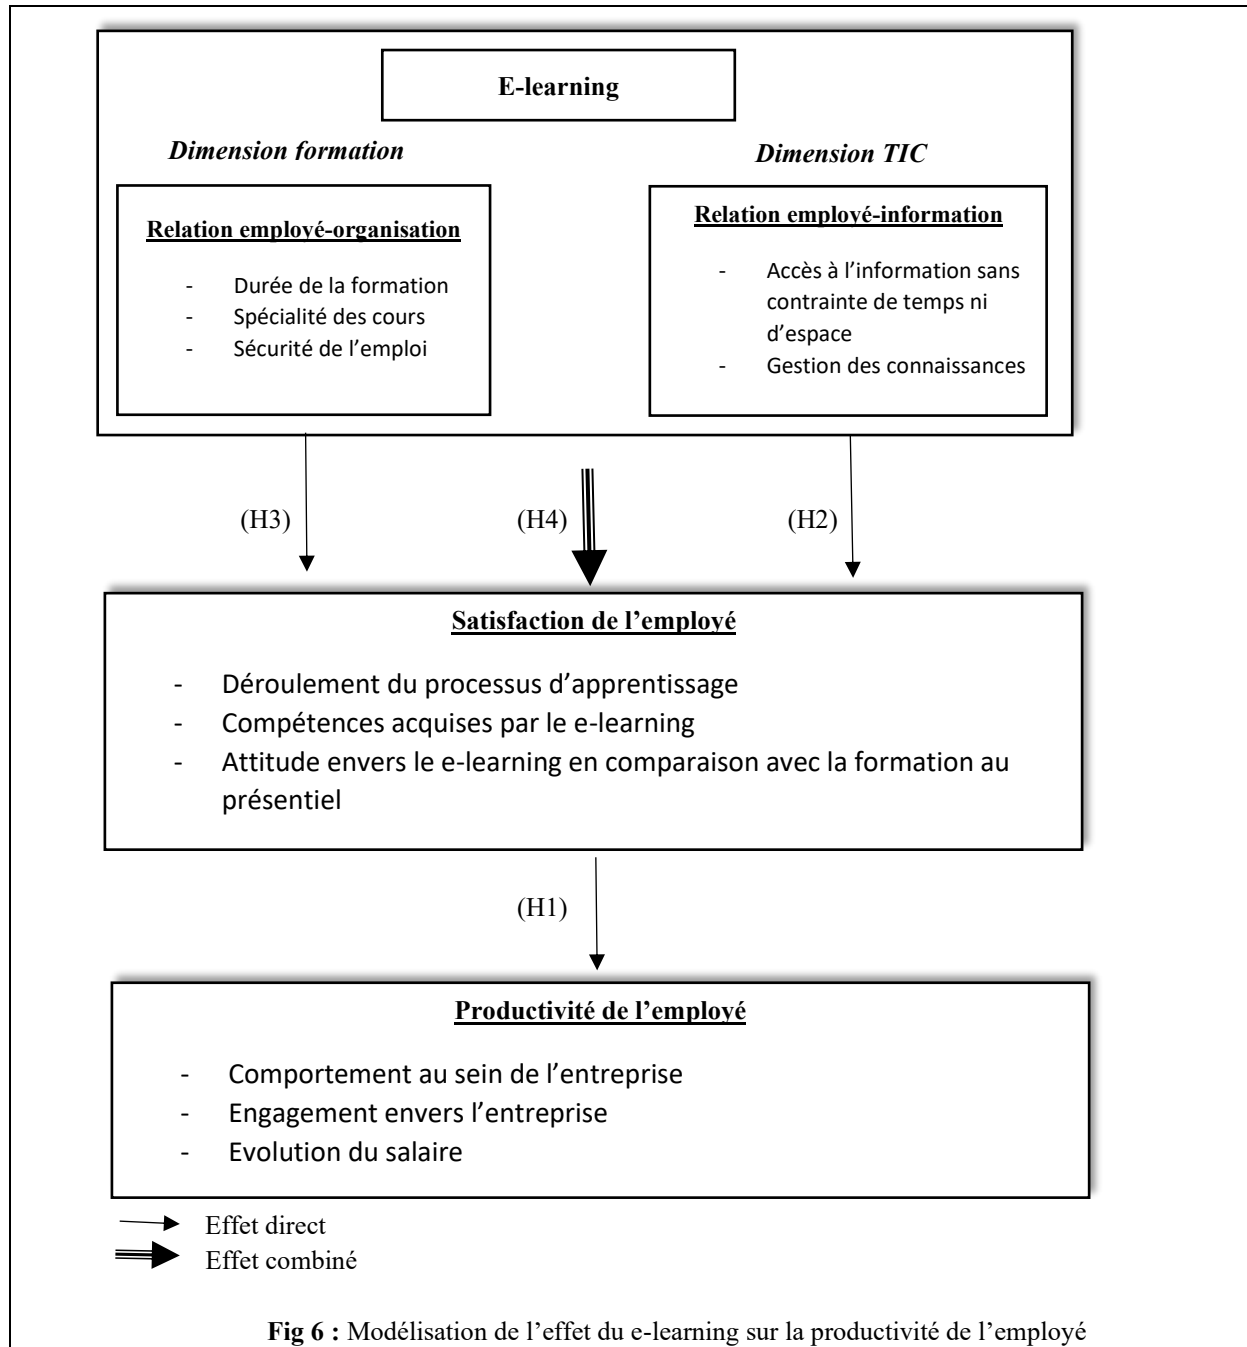 E-learning
Dimension formation
Dimension TIC
Relation employé-organisation
- Durée de la formation
- Spécialité des cours
- Sécurité de l’emploi
Relation employé-information
- Accès à l’information sans
contrainte de temps ni
d’espace
- Gestion des connaissances
(H3)
(H4)
(H2)
Satisfaction de l’employé
- Déroulement du processus d’apprentissage
- Compétences acquises par le e-learning
- Attitude envers le e-learning en comparaison avec la formation au
présentiel
(H1)
Productivité de l’employé
- Comportement au sein de l’entreprise
- Engagement envers l’entreprise
- Evolution du salaire
Effet direct
Effet combiné
Fig 6 : Modélisation de l’effet du e-learning sur la productivité de l’employé